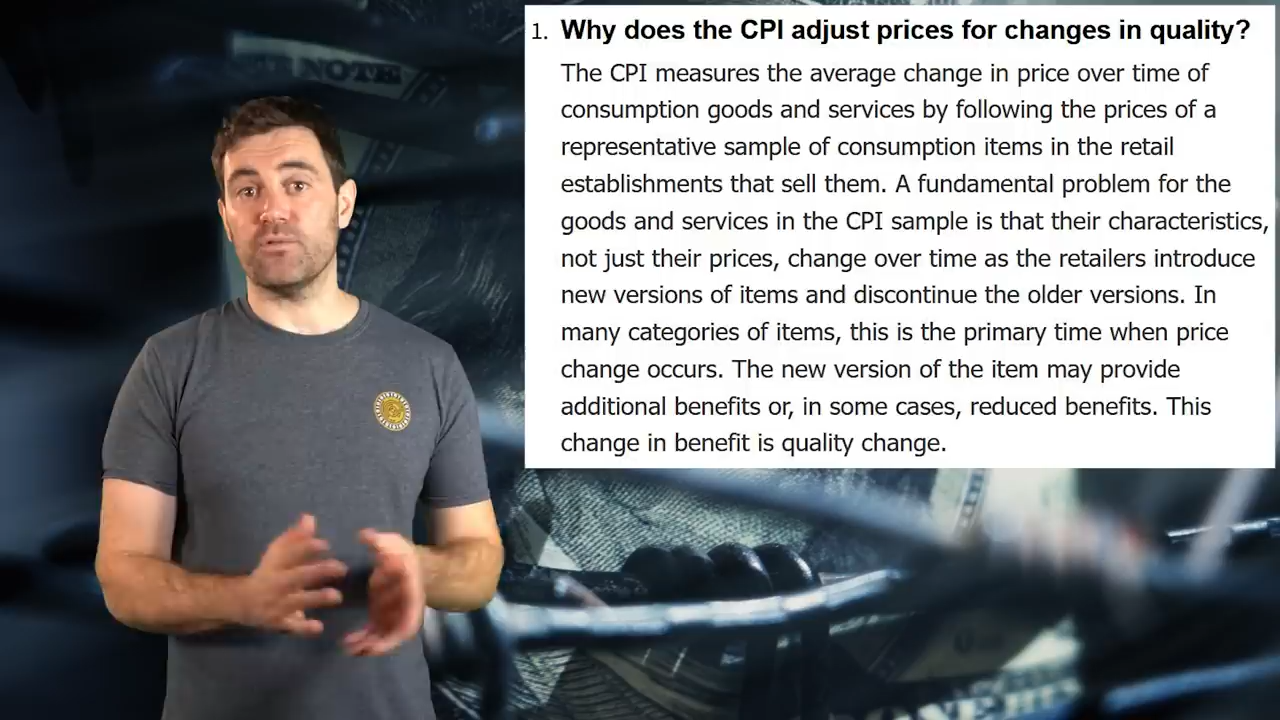 1. Why does the CPI adjust prices for changes in quality?
The CPI measures the average change in price over time of
consumption goods and services by following the prices of a
representative sample of consumption items in the retail
establishments that sell them. A fundamental problem for the
goods and services in the CPI sample is that their characteristics,
not just their prices, change over time as the retailers introduce
new versions of items and discontinue the older versions. In
many categories of items, this is the primary time when price
change occurs. The new version of the item may provide
additional benefits or, in some cases, reduced benefits. This
change in benefit is quality change.
NOTE